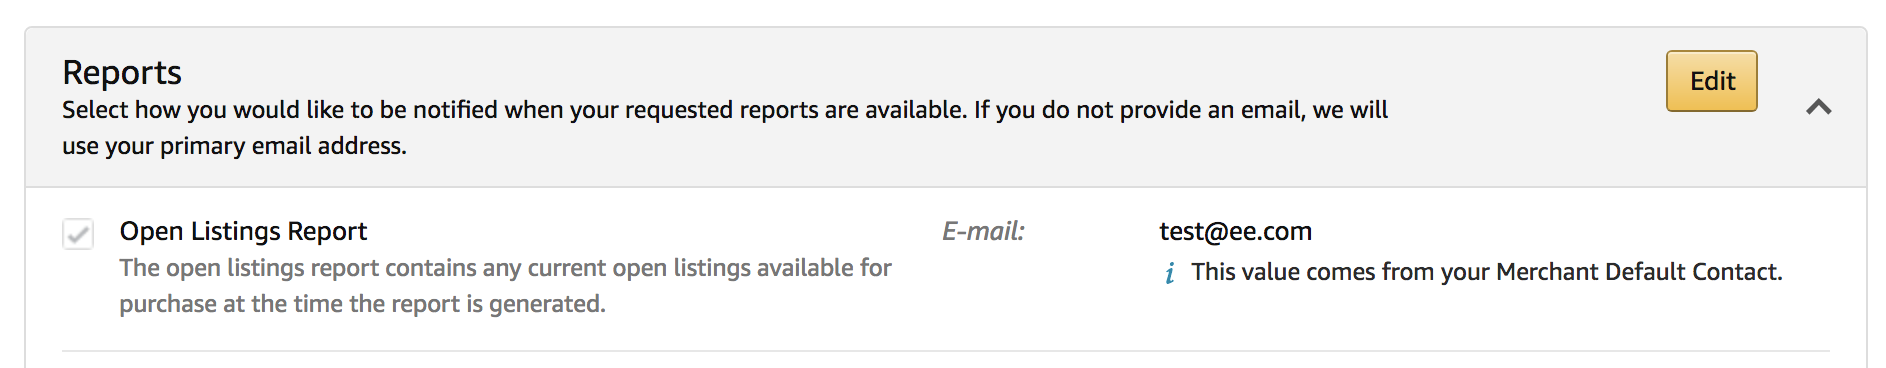 Reports
Edit
Select how you would like to be notified when your requested reports are available. If you do not provide an email, we will
use your primary email address.
Open Listings Report
E-mail:
test@ee.com
The open listings report contains any current open listings available for
purchase at the time the report is generated.
i This value comes from your Merchant Default Contact.